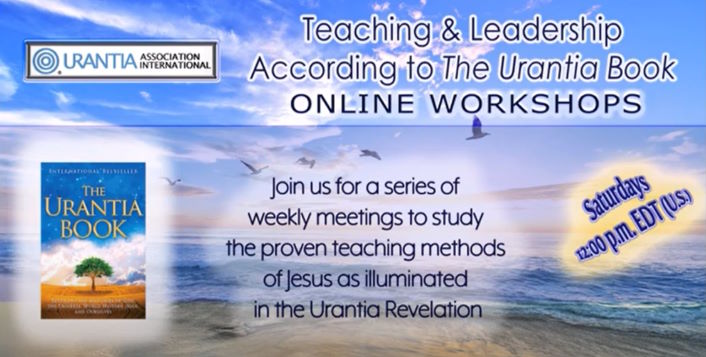 URANTIA ASSOCIATION
INTERNATIONAL
Teaching & Leadership
According to The Urantia Book
ONLINE WORKSHOPS
INTERNATIONAL BESTSELLER
THE
URANTIA
BOOK
AND OURSELVES
Join us for a series of
weekly meetings to study
the proven teaching methods
of Jesus as illuminated
in the Urantia Revelation
Saturdays
12:00 p.m. EDT (U.S.)